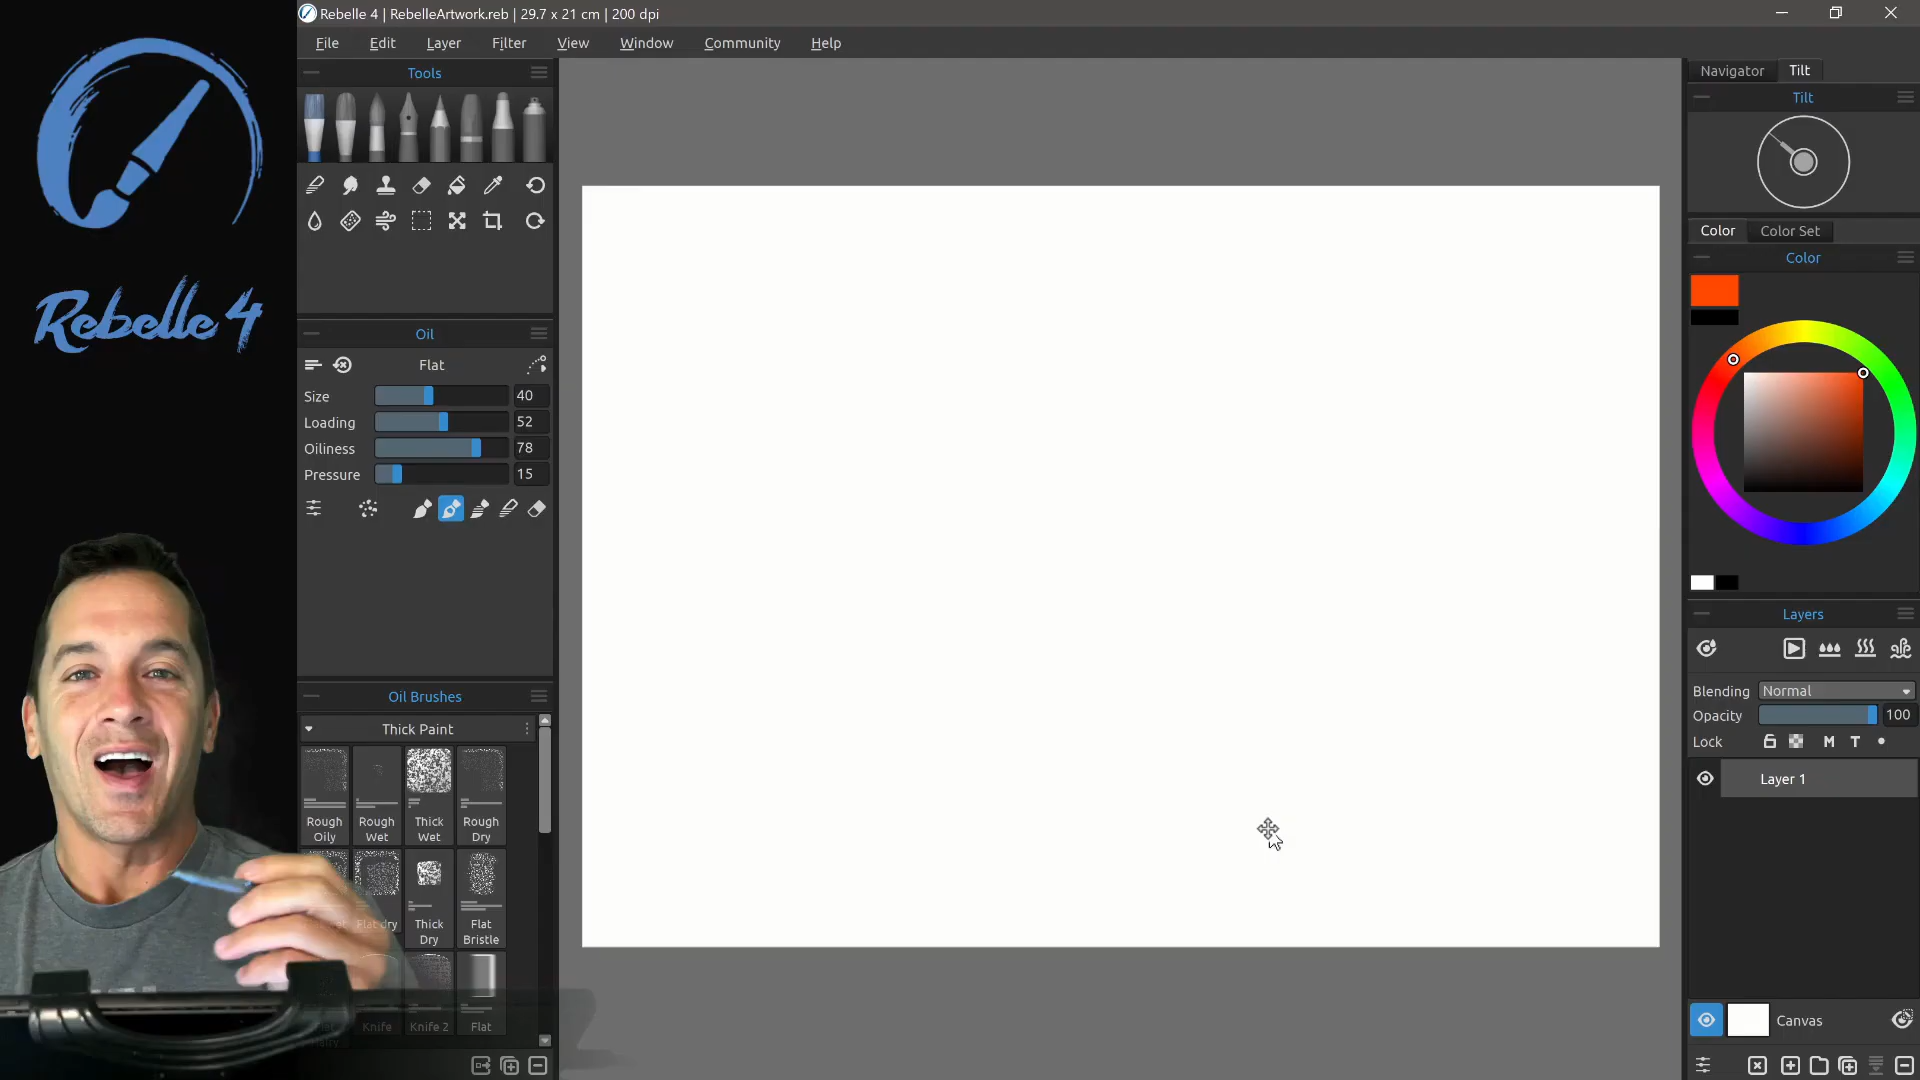 Rebelle 4 | RebelleArtwork.reb | 29.7 x 21 cm | 200 dpi
File Edit Layer Filter View Window Community Help
Rebelle 4
Tools
Oil
Flat
Size 40
Loading 52
Oiliness 78
Pressure 15
Oil Brushes
Thick Paint
Rough Oily
Rough Wet
Thick Wet
Rough Dry
Flat dry
Thick Dry
Flat Bristle
Knife
Knife 2
Flat
Navigator Tilt
Tilt
Color Color Set
Color
Layers
Blending Normal
Opacity 100
Lock M T
Layer 1
Canvas